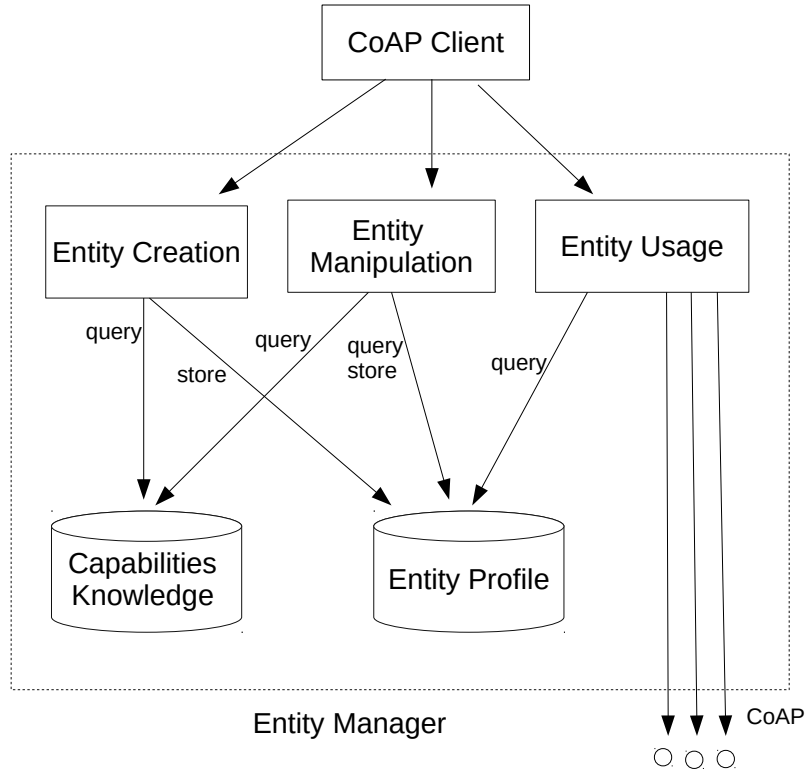 CoAP Client
Entity Creation
Entity
Manipulation
Entity Usage
query
store
query
query
store
query
Capabilities
Knowledge
Entity Profile
Entity Manager
CoAP